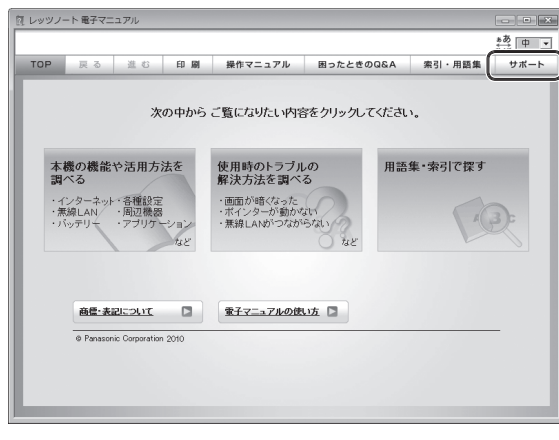 レッツノート 電子マニュアル
あああ 中
TOP 戻る 進む 印刷 操作マニュアル 困ったときのQ&A 索引・用語集 サポート
次の中から ご覧になりたい内容をクリックしてください。
本機の機能や活用方法を
調べる
・インターネット ・各種設定
・無線LAN ・周辺機器
・バッテリー ・アプリケーション
など
使用時のトラブルの
解決方法を調べる
・画面が暗くなった
・ポインターが動かない
・無線LANがつながらない
など
用語集・索引で探す
商標・表記について
電子マニュアルの使い方
© Panasonic Corporation 2010